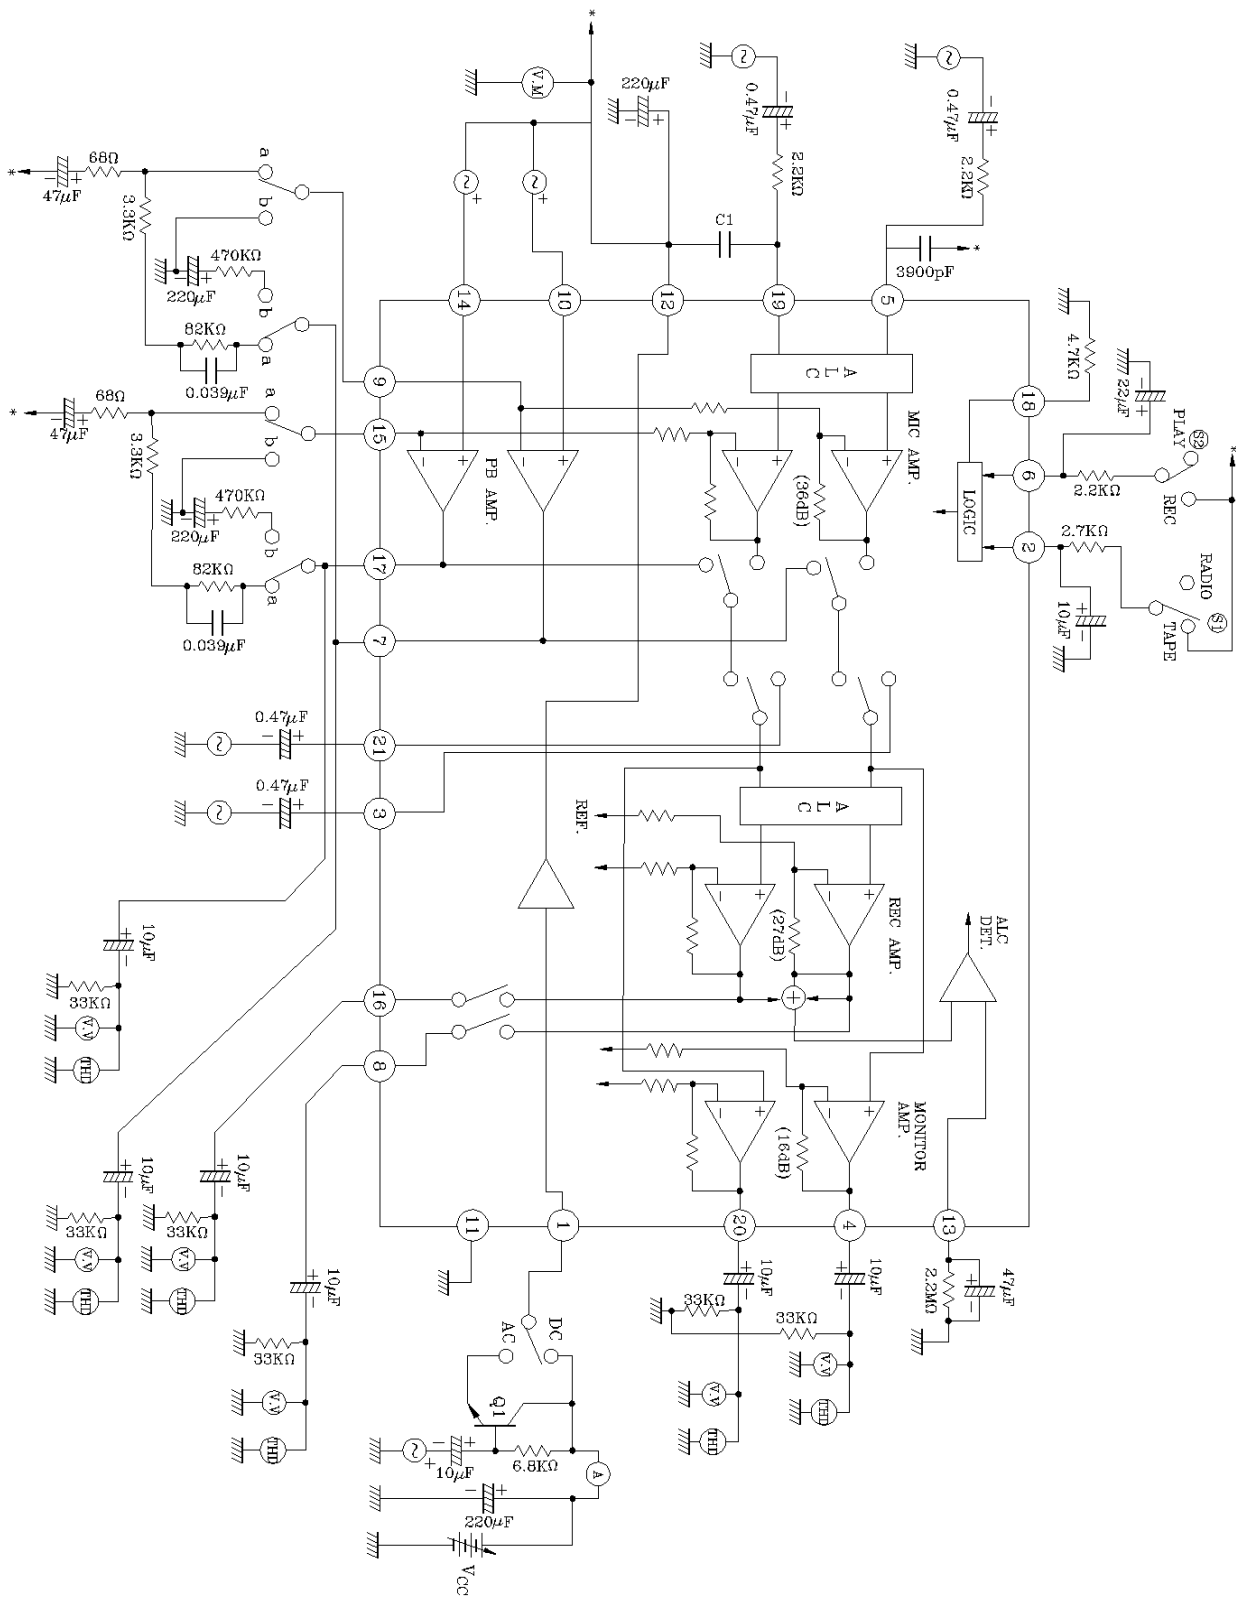 *
V.M
220μF
−
+
0.47μF
−
+
2.2KΩ
0.47μF
−
+
2.2KΩ
C1
3900pF
*
*
−
+
47μF
68Ω
3.3KΩ
a
b
470KΩ
−
+
220μF
b
a
82KΩ
0.039μF
*
−
+
47μF
68Ω
3.3KΩ
a
b
470KΩ
−
+
220μF
b
a
82KΩ
0.039μF
+
+
14
10
12
19
5
9
15
17
7
21
3
16
8
11
1
20
4
13
18
6
2
4.7KΩ
22μF
−
+
PLAY
S2
REC
2.2KΩ
*
2.7KΩ
RADIO
S1
TAPE
10μF
+
ALC
MIC AMP.
(36dB)
PB AMP.
LOGIC
0.47μF
−
+
0.47μF
−
+
ALC
REF.
REC AMP.
(27dB)
ALC
DET.
MONITOR
AMP.
(16dB)
10μF
+
−
33KΩ
V.V
THD
10μF
+
−
33KΩ
V.V
THD
10μF
+
−
33KΩ
V.V
THD
10μF
+
−
33KΩ
V.V
THD
10μF
+
−
33KΩ
V.V
THD
10μF
+
−
33KΩ
V.V
THD
47μF
+
−
2.2MΩ
DC
AC
Q1
6.8KΩ
−
+
10μF
+
A
−
+
220μF
VCC